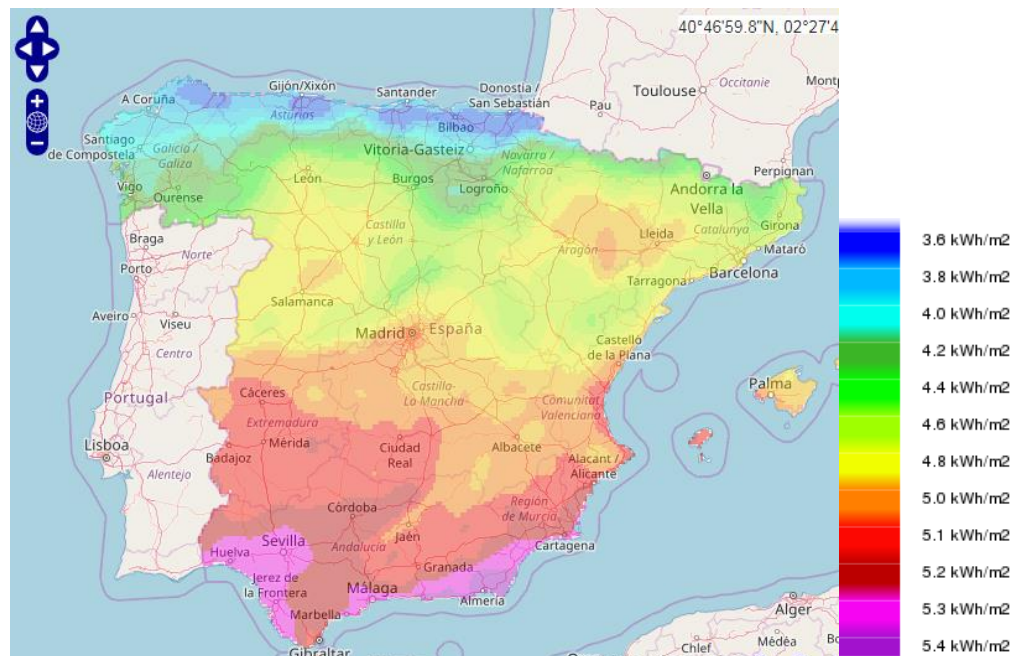 40°46'59.8"N, 02°27'4
Toulouse
Occitanie
Montp
Pau
Gijón/Xixón
Santander
Donostia /
San Sebastián
A Coruña
Asturias
Bilbao
Santiago
de Compostela
Galicia /
Galiza
Vitoria-Gasteiz
Navarra /
Nafarroa
Perpignan
Vigo
Ourense
León
Burgos
Logroño
Andorra la
Vella
Girona
Castilla
y León
Aragón
Lleida
Catalunya
Mataró
Braga
Norte
Barcelona
Porto
Tarragona
Salamanca
Aveiro
Viseu
Madrid
España
Castelló
de la Plana
Centro
Palma
Castilla-
La Mancha
Comunitat
Valenciana
Portugal
Cáceres
Extremadura
Lisboa
Mérida
Ciudad
Real
Albacete
Badajoz
Alacant /
Alicante
Alentejo
Región
de Murcia
Córdoba
Jaén
Sevilla
Andalucía
Cartagena
Huelva
Granada
Jerez de
la Frontera
Málaga
Almería
Marbella
Gibraltar
Alger
Chlef
Médéa
Bo
3.6 kWh/m2
3.8 kWh/m2
4.0 kWh/m2
4.2 kWh/m2
4.4 kWh/m2
4.6 kWh/m2
4.8 kWh/m2
5.0 kWh/m2
5.1 kWh/m2
5.2 kWh/m2
5.3 kWh/m2
5.4 kWh/m2